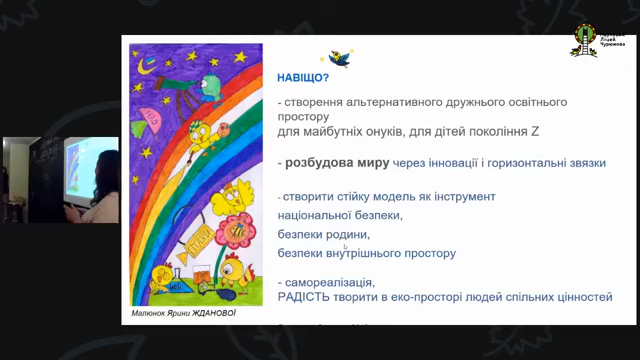 НАВІЩО?
- створення альтернативного дружнього освітнього
простору
для майбутніх онуків, для дітей покоління Z
- розбудова миру через інновації і горизонтальні звязки
- створити стійку модель як інструмент
національної безпеки,
безпеки родини,
безпеки внутрішнього простору
- самореалізація,
РАДІСТЬ творити в еко-просторі людей спільних цінностей
Малюнок Ярини ЖДАНОВОЇ
Ліцей
Чурюмова